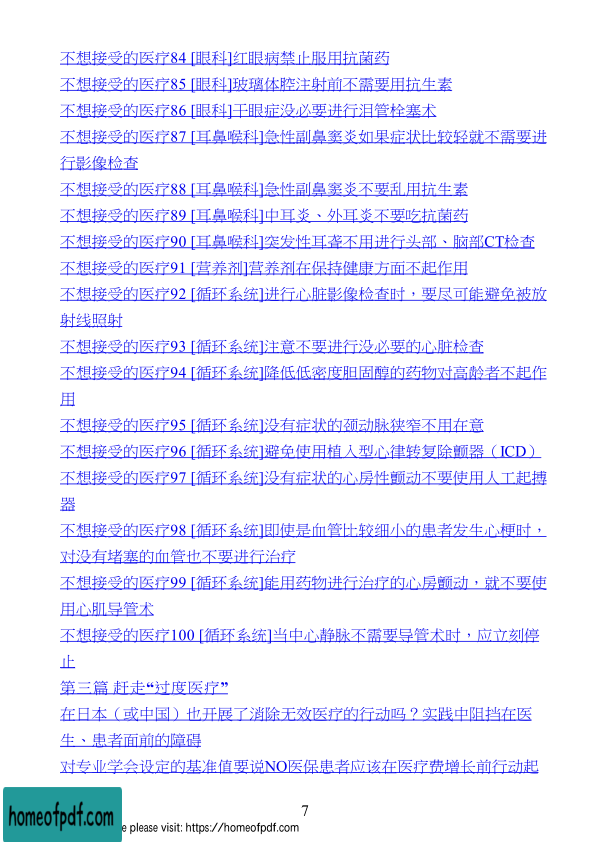 不想接受的医疗84 [眼科]红眼病禁止服用抗菌药
不想接受的医疗85 [眼科]玻璃体腔注射前不需要用抗生素
不想接受的医疗86 [眼科]干眼症没必要进行泪管栓塞术
不想接受的医疗87 [耳鼻喉科]急性副鼻窦炎如果症状比较轻就不需要进
行影像检查
不想接受的医疗88 [耳鼻喉科]急性副鼻窦炎不要乱用抗生素
不想接受的医疗89 [耳鼻喉科]中耳炎、外耳炎不要吃抗菌药
不想接受的医疗90 [耳鼻喉科]突发性耳聋不用进行头部、脑部CT检查
不想接受的医疗91 [营养剂]营养剂在保持健康方面不起作用
不想接受的医疗92 [循环系统]进行心脏影像检查时，要尽可能避免被放
射线照射
不想接受的医疗93 [循环系统]注意不要进行没必要的心脏检查
不想接受的医疗94 [循环系统]降低低密度胆固醇的药物对高龄者不起作
用
不想接受的医疗95 [循环系统]没有症状的颈动脉狭窄不用在意
不想接受的医疗96 [循环系统]避免使用植入型心律转复除颤器（ICD）
不想接受的医疗97 [循环系统]没有症状的心房性颤动不要使用人工起搏
器
不想接受的医疗98 [循环系统]即使是血管比较细小的患者发生心梗时，
对没有堵塞的血管也不要进行治疗
不想接受的医疗99 [循环系统]能用药物进行治疗的心房颤动，就不要使
用心肌导管术
不想接受的医疗100 [循环系统]当中心静脉不需要导管术时，应立刻停
止
第三篇 赶走“过度医疗”
在日本（或中国）也开展了消除无效医疗的行动吗？实践中阻挡在医
生、患者面前的障碍
对专业学会设定的基准值要说NO医保患者应该在医疗费增长前行动起
7
homeofpdf.com
e please visit: https://homeofpdf.com